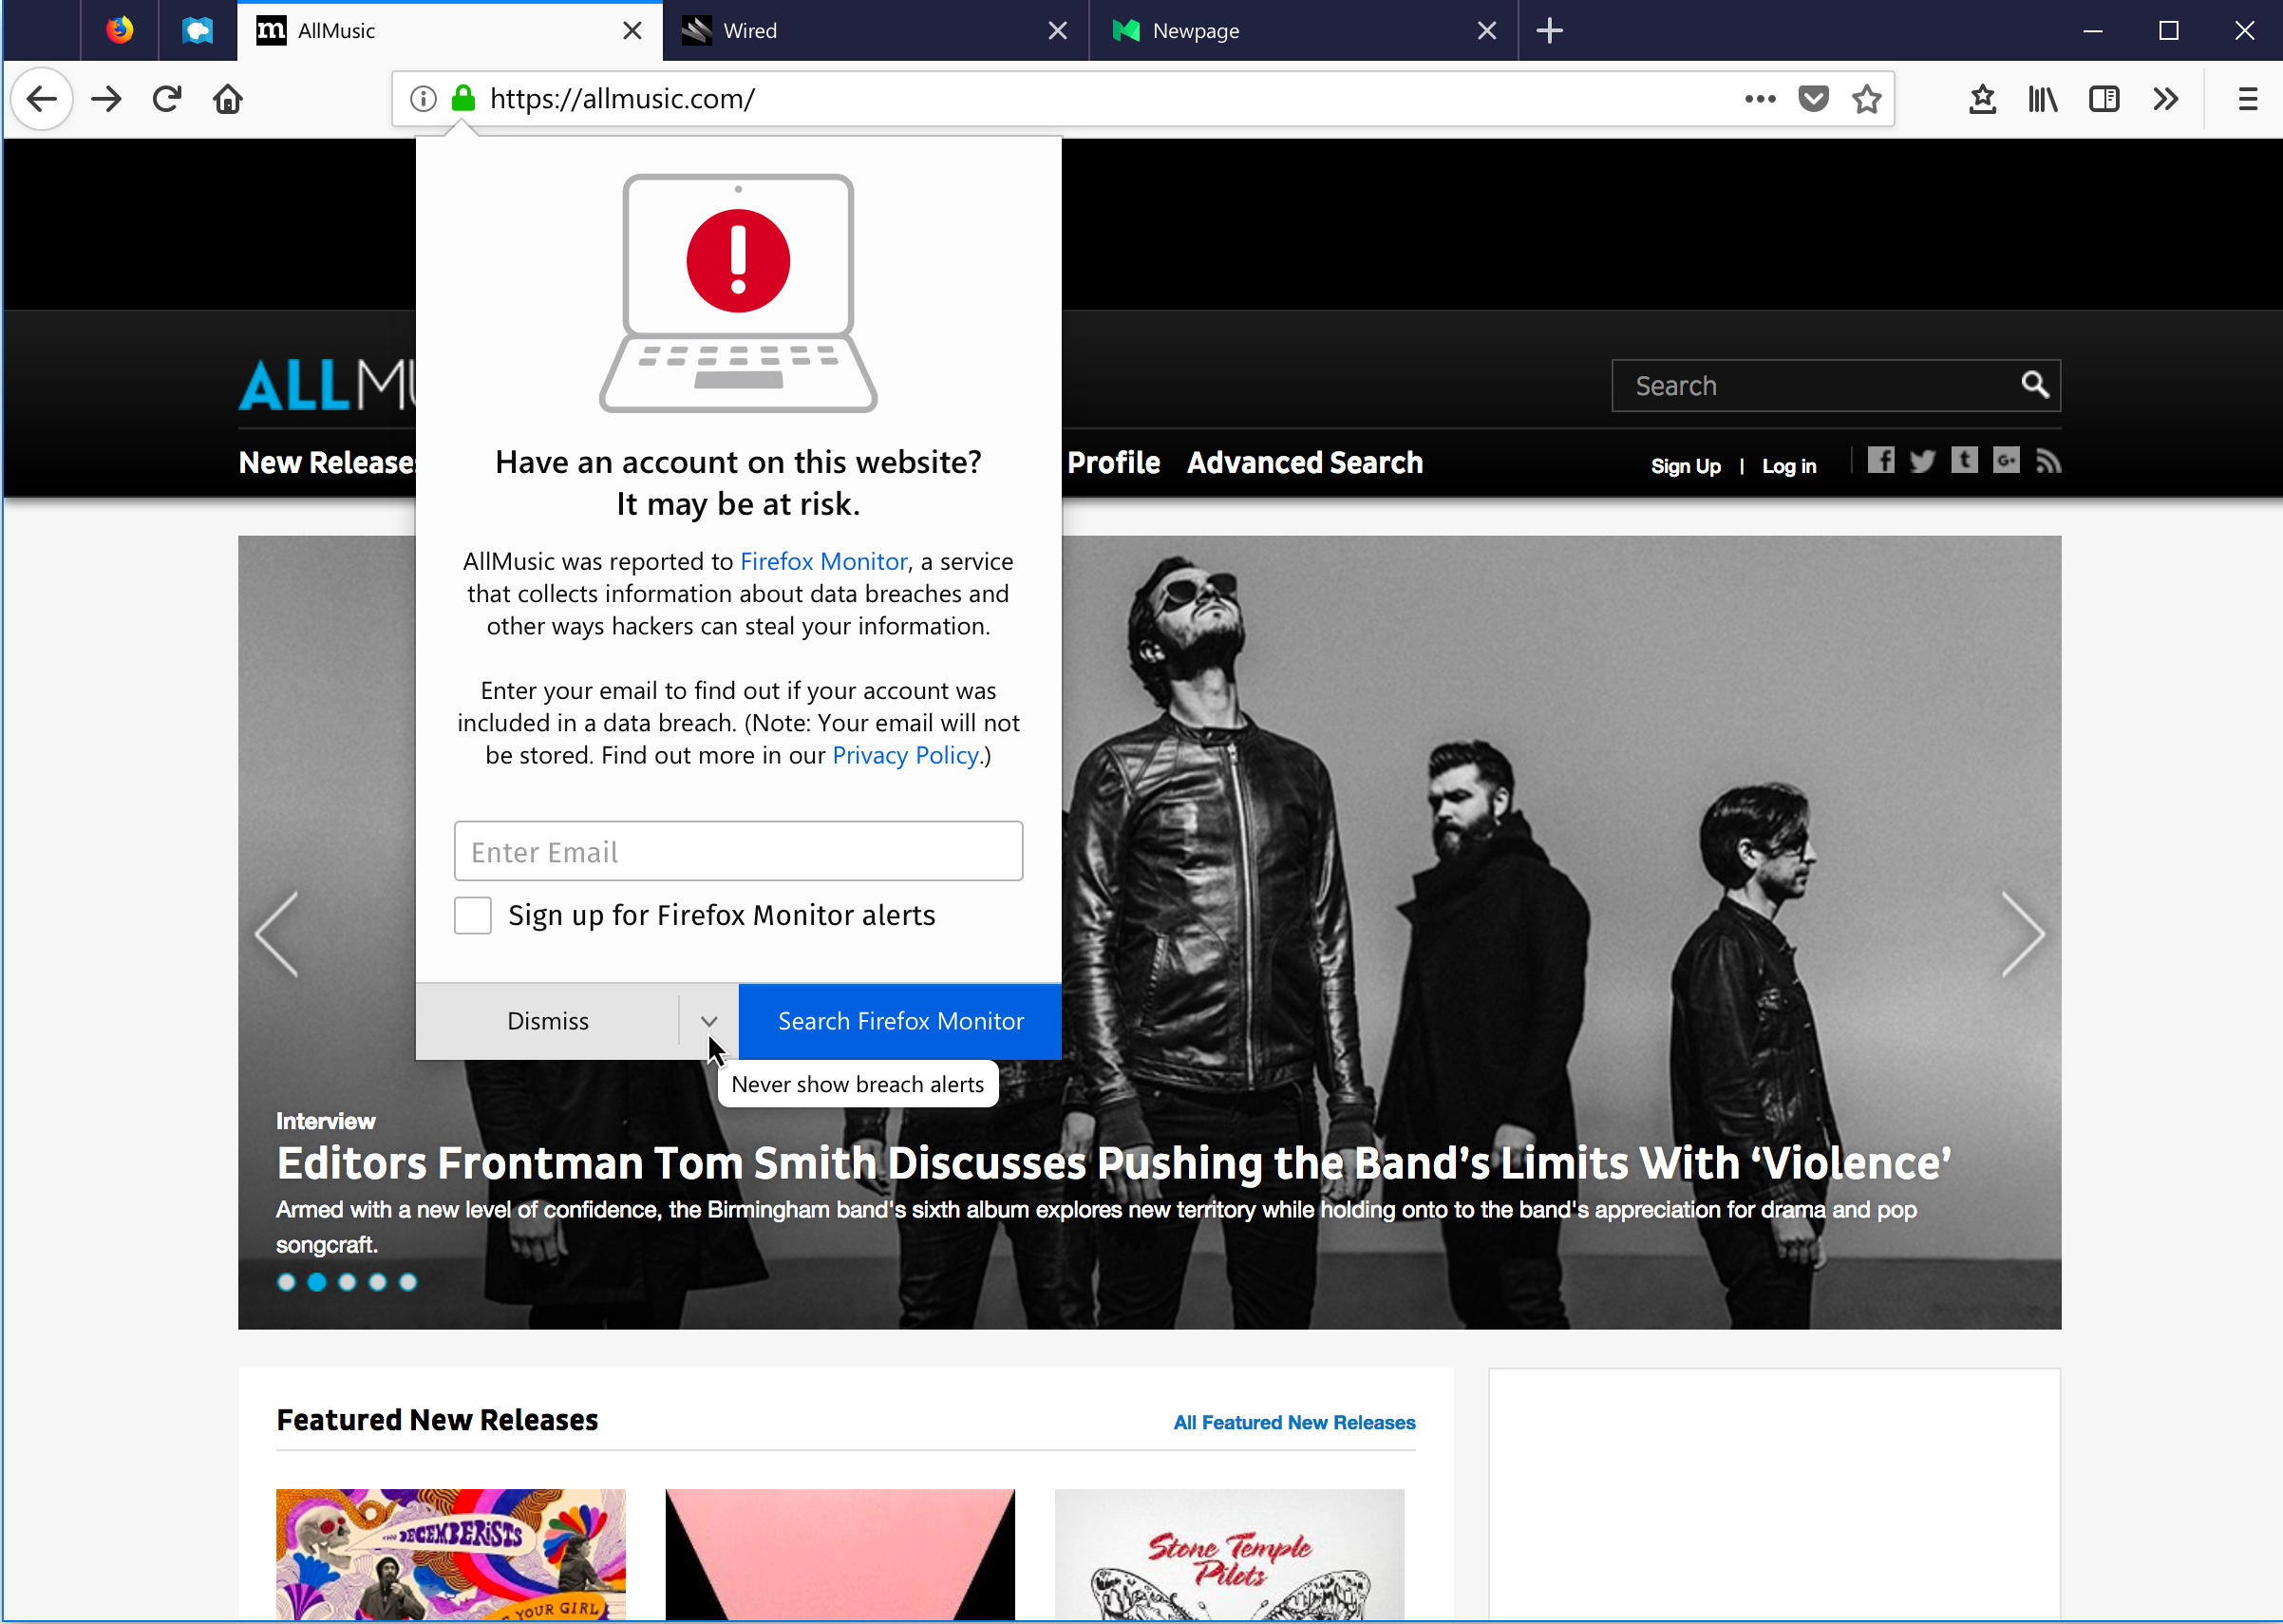 m AllMusic
Wired
Newpage
https://allmusic.com/
Have an account on this website?
It may be at risk.
AllMusic was reported to Firefox Monitor, a service
that collects information about data breaches and
other ways hackers can steal your information.
Enter your email to find out if your account was
included in a data breach. (Note: Your email will not
be stored. Find out more in our Privacy Policy.)
Enter Email
Sign up for Firefox Monitor alerts
Dismiss
Search Firefox Monitor
Never show breach alerts
ALLMU
Search
New Releases
Profile
Advanced Search
Sign Up | Log in
f
t
G+
Interview
Editors Frontman Tom Smith Discusses Pushing the Band’s Limits With ‘Violence’
Armed with a new level of confidence, the Birmingham band's sixth album explores new territory while holding onto to the band's appreciation for drama and pop
songcraft.
Featured New Releases
All Featured New Releases
THE DECEMBERISTS
YOUR GIRL
Stone Temple
Pilots